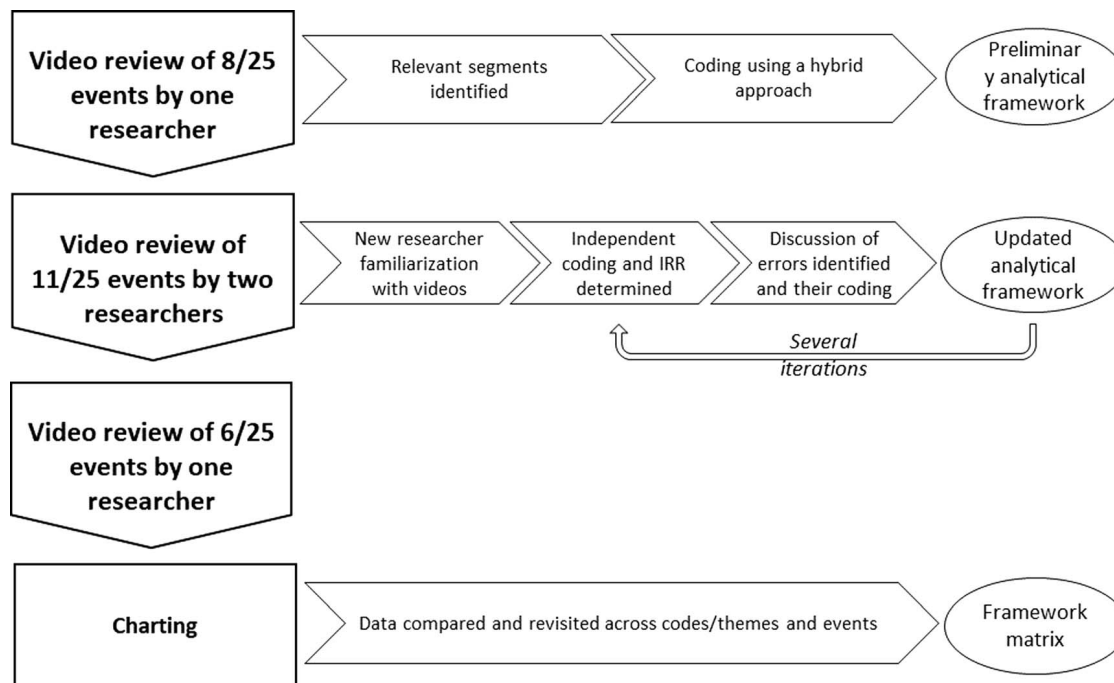 Video review of 8/25
events by one
researcher
Relevant segments
identified
Coding using a hybrid
approach
Preliminar
y analytical
framework
Video review of
11/25 events by two
researchers
New researcher
familiarization
with videos
Independent
coding and IRR
determined
Discussion of
errors identified
and their coding
Updated
analytical
framework
Several
iterations
Video review of 6/25
events by one
researcher
Charting
Data compared and revisited across codes/themes and events
Framework
matrix